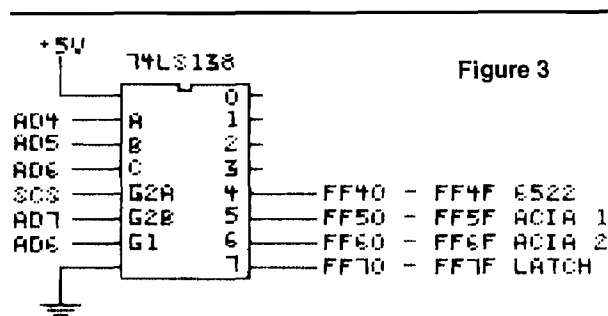 +5V
74LS138
Figure 3
0
AD4 A 1
AD5 B 2
AD6 C 3
SCS G2A 4 FF40 - FF4F 6522
AD7 G2B 5 FF50 - FF5F ACIA 1
AD6 G1 6 FF60 - FF6F ACIA 2
7 FF70 - FF7F LATCH